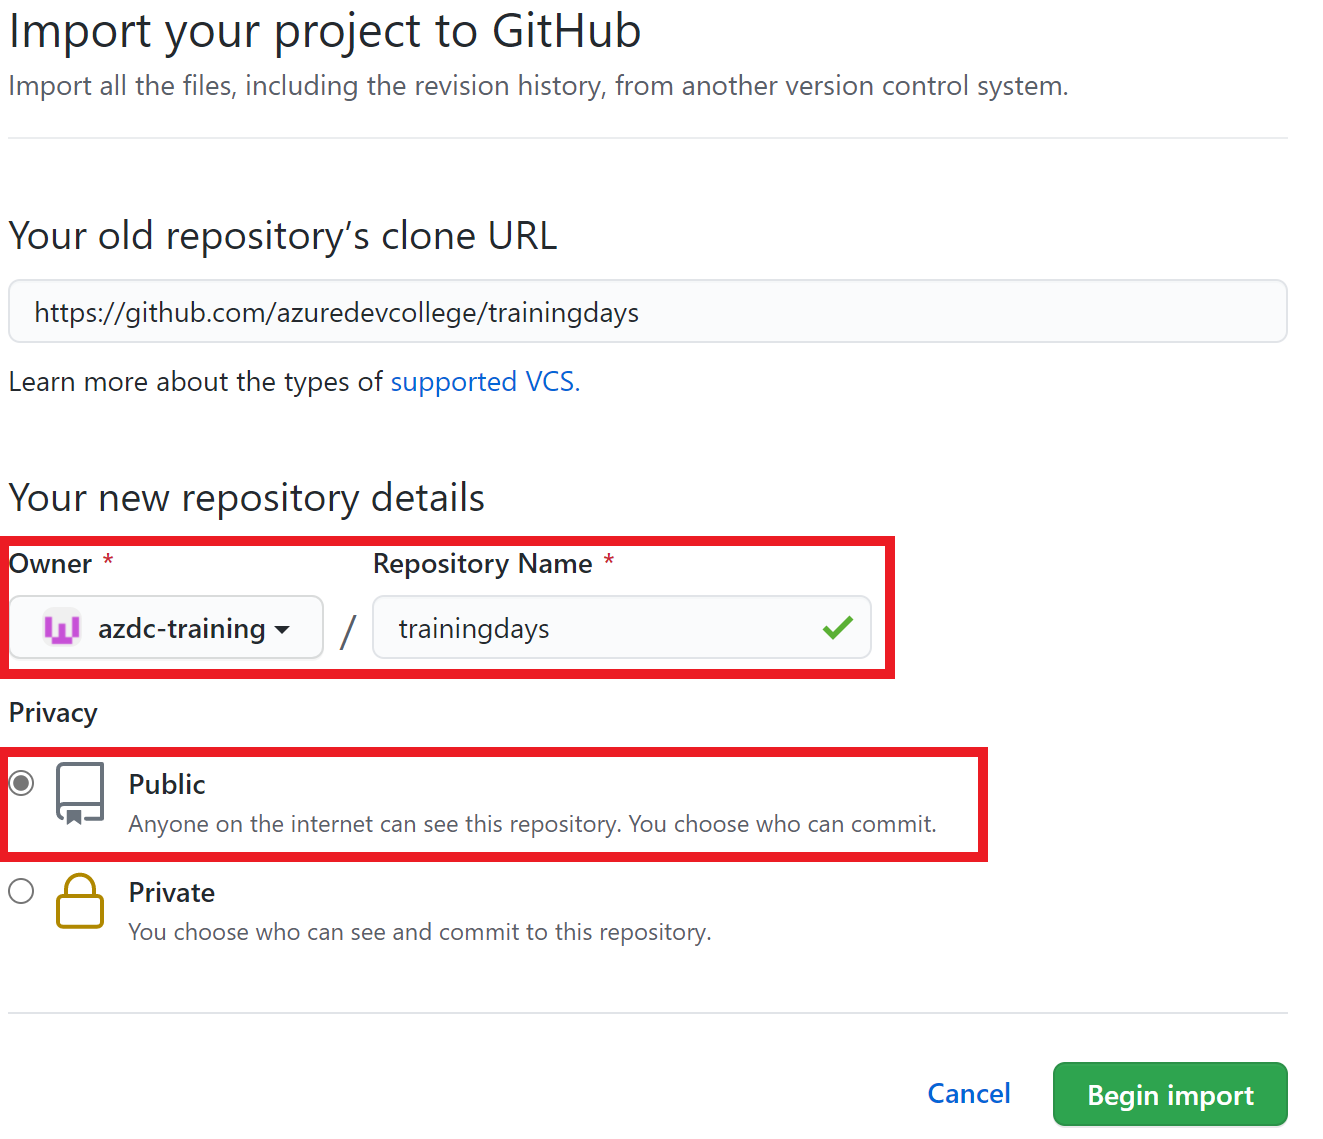 Import your project to GitHub
Import all the files, including the revision history, from another version control system.
Your old repository’s clone URL
https://github.com/azuredevcollege/trainingdays
Learn more about the types of supported VCS.
Your new repository details
Owner *
Repository Name *
azdc-training / trainingdays
Privacy
Public
Anyone on the internet can see this repository. You choose who can commit.
Private
You choose who can see and commit to this repository.
Cancel
Begin import